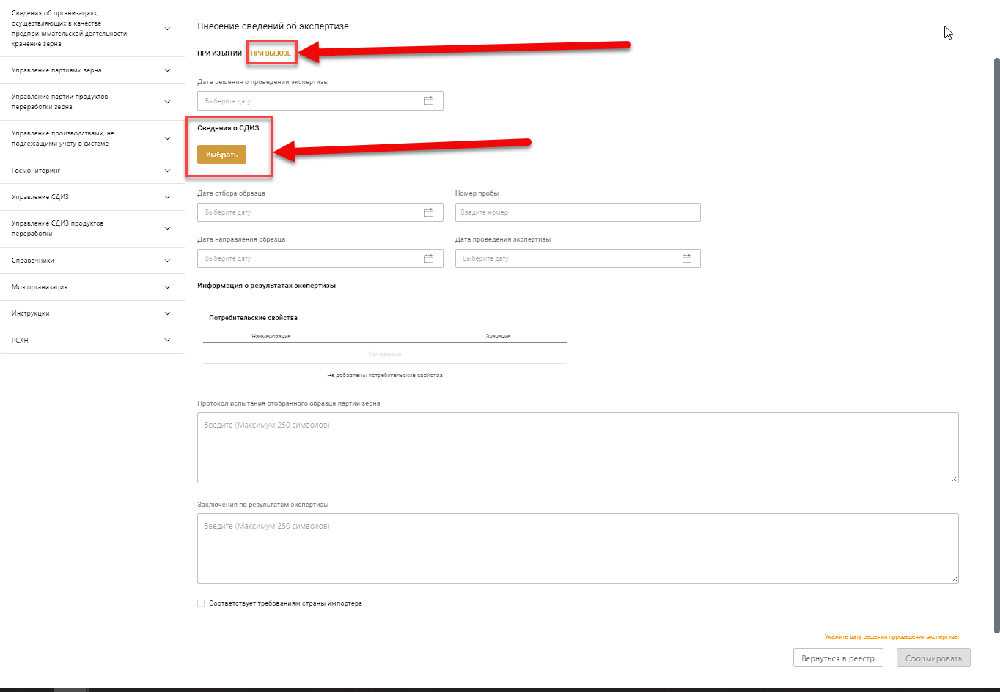 Сведения об организациях,
осуществляющих в качестве
предпринимательской деятельности
хранение зерна
Управление партиями зерна
Управление партии продуктов
переработки зерна
Управление производствами, не
подлежащими учету в системе
Госмониторинг
Управление СДИЗ
Управление СДИЗ продуктов
переработки
Справочники
Моя организация
Инструкции
РСХН
Внесение сведений об экспертизе
ПРИ ИЗЪЯТИИ ПРИ ВЫВОЗЕ
Дата решения о проведении экспертизы
Выберите дату
Сведения о СДИЗ
Выбрать
Дата отбора образца Номер пробы
Выберите дату Введите номер
Дата направления образца Дата проведения экспертизы
Выберите дату Выберите дату
Информация о результатах экспертизы
Потребительские свойства
Наименование Значение
Нет данных
Не добавлены потребительские свойства
Протокол испытания отобранного образца партии зерна
Введите (Максимум 250 символов)
Заключения по результатам экспертизы
Введите (Максимум 250 символов)
Соответствует требованиям страны импортера
Укажите дату решения прроведения экспертизы
Вернуться в реестр Сформировать